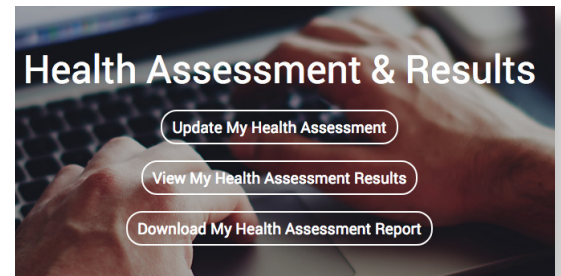 Health Assessment & Results
Update My Health Assessment
View My Health Assessment Results
Download My Health Assessment Report